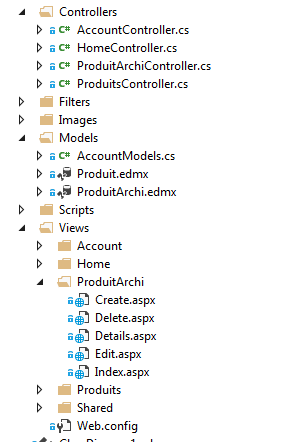 Controllers
C# AccountController.cs
C# HomeController.cs
C# ProduitArchiController.cs
C# ProduitsController.cs
Filters
Images
Models
C# AccountModels.cs
Produit.edmx
ProduitArchi.edmx
Scripts
Views
Account
Home
ProduitArchi
Create.aspx
Delete.aspx
Details.aspx
Edit.aspx
Index.aspx
Produits
Shared
Web.config